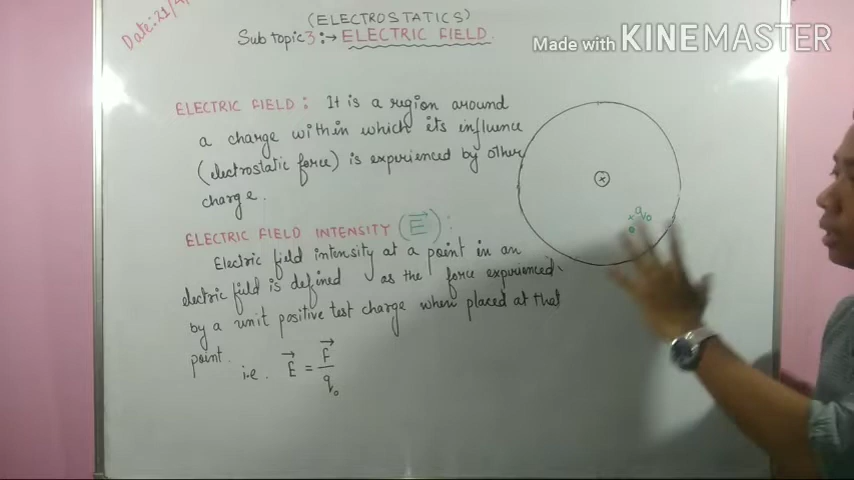 (ELECTROSTATICS)
Date: 21/4
Sub topic 3 :→ ELECTRIC FIELD.
Made with KINEMASTER
ELECTRIC FIELD : It is a region around
a charge within which its influence
(electrostatic force) is experienced by other
charge.
ELECTRIC FIELD INTENSITY (E⃗) :
Electric field intensity at a point in an
electric field is defined as the force experienced
by a unit positive test charge when placed at that
point.
i.e. E⃗ = F⃗/q₀
+
x q₀